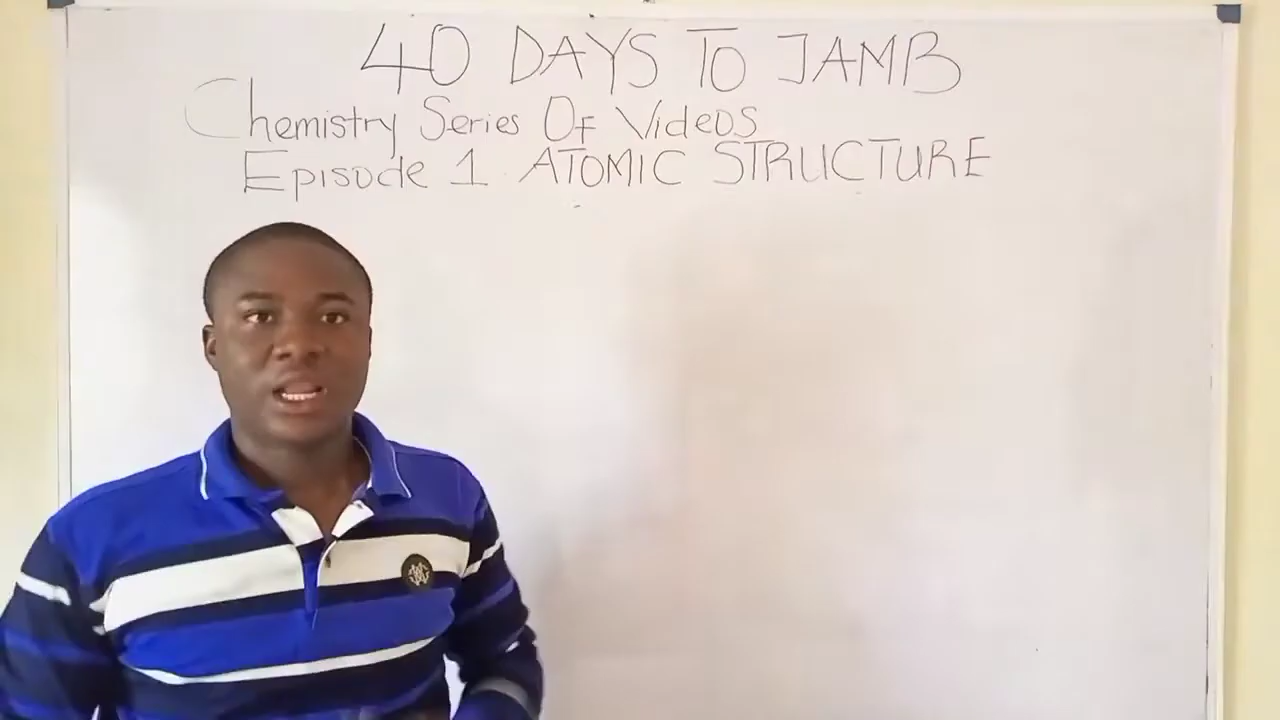 40 DAYS TO JAMB
Chemistry Series Of Videos
Episode 1 ATOMIC STRUCTURE